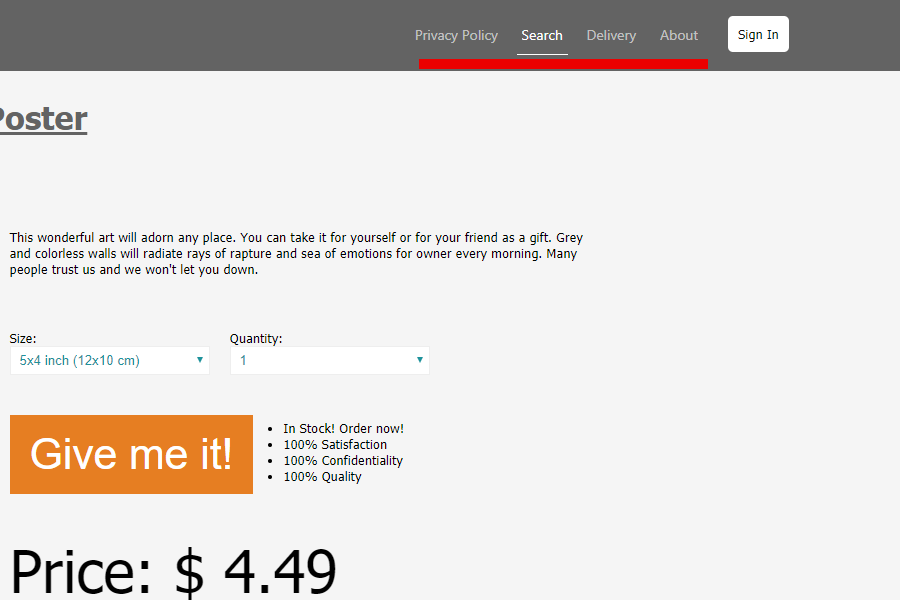 Privacy Policy Search Delivery About Sign In
Poster
This wonderful art will adorn any place. You can take it for yourself or for your friend as a gift. Grey
and colorless walls will radiate rays of rapture and sea of emotions for owner every morning. Many
people trust us and we won't let you down.
Size: Quantity:
5x4 inch (12x10 cm) 1
Give me it!
In Stock! Order now!
100% Satisfaction
100% Confidentiality
100% Quality
Price: $ 4.49